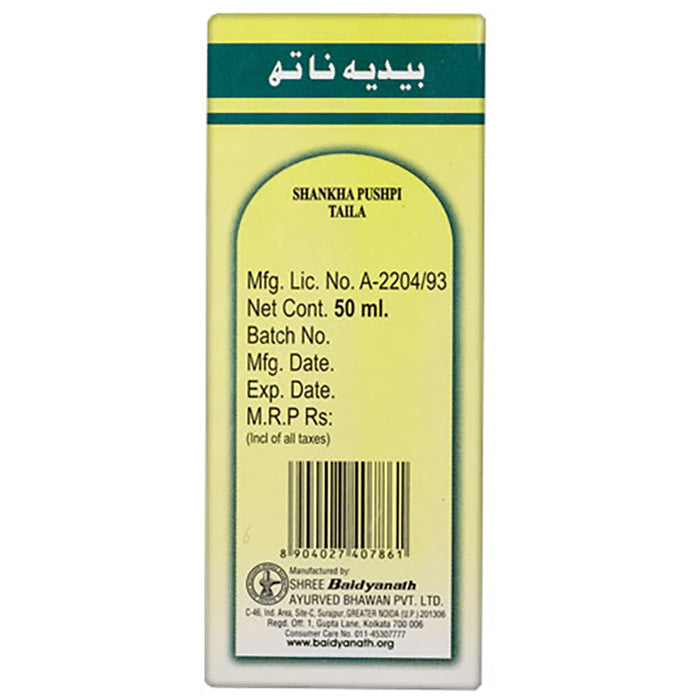 بیدیہ ناتھ
SHANKHA PUSHPI
TAILA
Mfg. Lic. No. A-2204/93
Net Cont. 50 ml.
Batch No.
Mfg. Date.
Exp. Date.
M.R.P Rs:
(Incl of all taxes)
8 904027 407861
Manufactured by:
SHREE Baidyanath
AYURVED BHAWAN PVT. LTD.
C-46, Ind. Area, Site-C, Surajpur, GREATER NOIDA (U.P.) 201306
Regd. Off: 1, Gupta Lane, Kolkata 700 006
Consumer Care No. 011-45307777
www.baidyanath.org